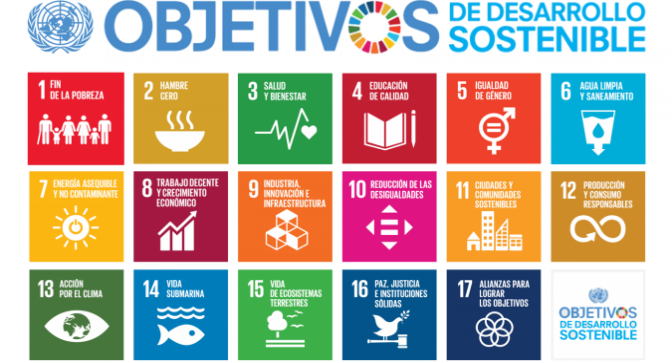 OBJETIVOS
DE DESARROLLO
SOSTENIBLE
1 FIN
DE LA POBREZA
2 HAMBRE
CERO
3 SALUD
Y BIENESTAR
4 EDUCACIÓN
DE CALIDAD
5 IGUALDAD
DE GÉNERO
6 AGUA LIMPIA
Y SANEAMIENTO
7 ENERGÍA ASEQUIBLE
Y NO CONTAMINANTE
8 TRABAJO DECENTE
Y CRECIMIENTO
ECONÓMICO
9 INDUSTRIA,
INNOVACIÓN E
INFRAESTRUCTURA
10 REDUCCIÓN DE LAS
DESIGUALDADES
11 CIUDADES Y
COMUNIDADES
SOSTENIBLES
12 PRODUCCIÓN
Y CONSUMO
RESPONSABLES
13 ACCIÓN
POR EL CLIMA
14 VIDA
SUBMARINA
15 VIDA
DE ECOSISTEMAS
TERRESTRES
16 PAZ, JUSTICIA
E INSTITUCIONES
SÓLIDAS
17 ALIANZAS PARA
LOGRAR
LOS OBJETIVOS
OBJETIVOS
DE DESARROLLO
SOSTENIBLE